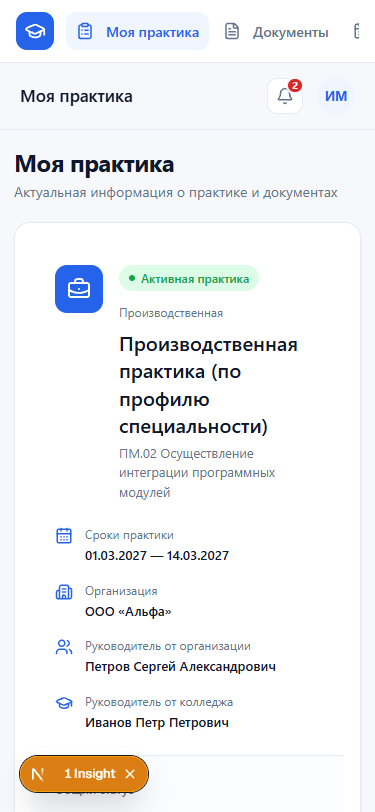 Моя практика
Документы
Моя практика
2
ИМ
Моя практика
Актуальная информация о практике и документах
Активная практика
Производственная
Производственная
практика (по
профилю
специальности)
ПМ.02 Осуществление
интеграции программных
модулей
Сроки практики
01.03.2027 — 14.03.2027
Организация
ООО «Альфа»
Руководитель от организации
Петров Сергей Александрович
Руководитель от колледжа
Иванов Петр Петрович
N
1 Insight